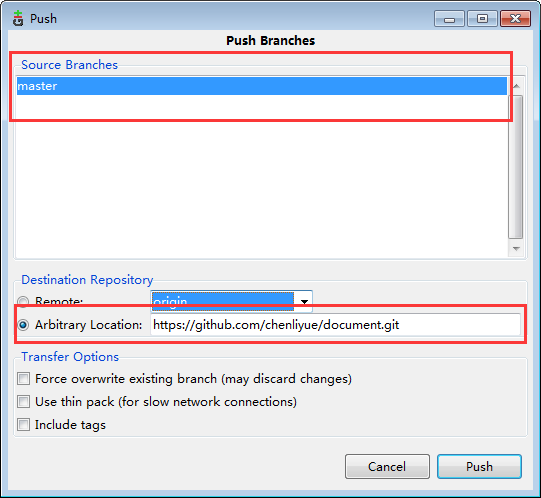 Push
Push Branches
Source Branches
master
Destination Repository
Remote: origin
Arbitrary Location: https://github.com/chenliyue/document.git
Transfer Options
Force overwrite existing branch (may discard changes)
Use thin pack (for slow network connections)
Include tags
Cancel Push